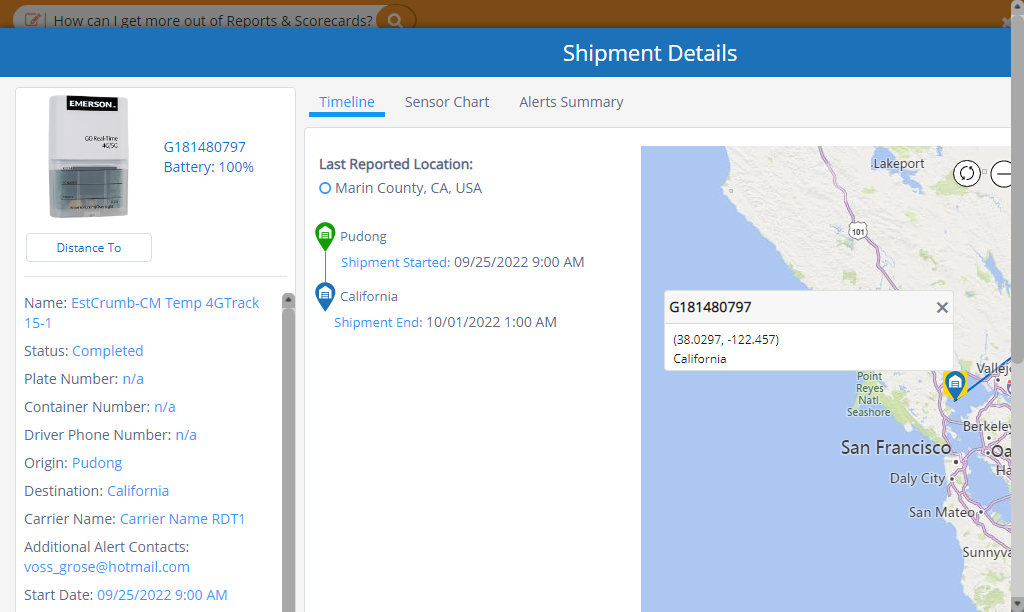 How can I get more out of Reports & Scorecards?
Shipment Details
EMERSON
GO Real-Time
4G/5G
G181480797
Battery: 100%
Distance To
Name: EstCrumb-CM Temp 4GTrack
15-1
Status: Completed
Plate Number: n/a
Container Number: n/a
Driver Phone Number: n/a
Origin: Pudong
Destination: California
Carrier Name: Carrier Name RDT1
Additional Alert Contacts:
voss_grose@hotmail.com
Start Date: 09/25/2022 9:00 AM
Timeline
Sensor Chart
Alerts Summary
Last Reported Location:
Marin County, CA, USA
Pudong
Shipment Started: 09/25/2022 9:00 AM
California
Shipment End: 10/01/2022 1:00 AM
Lakeport
101
G181480797
(38.0297, -122.457)
California
Point
Reyes
Natl.
Seashore
Vallej
Berkeley
San Francisco
Oa
Ha
Daly City
San Mateo
Sunnyva